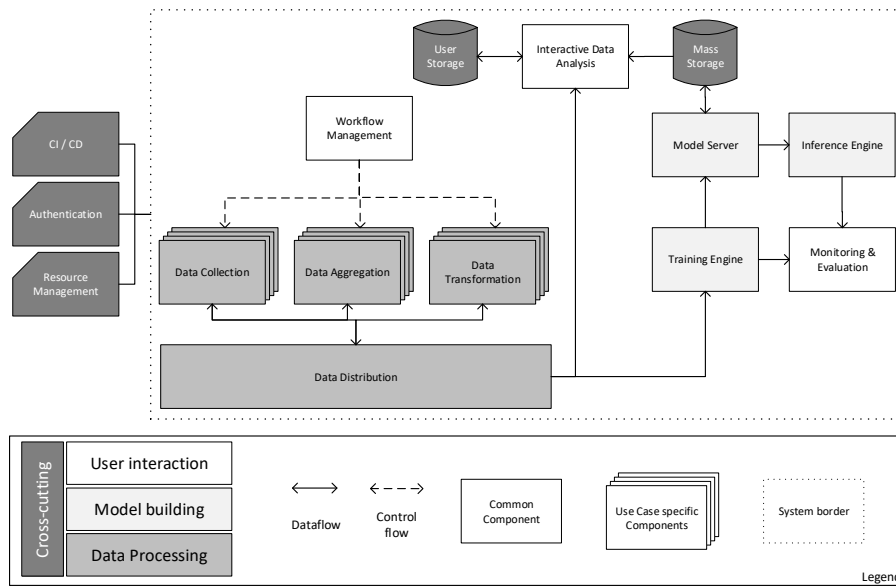 User
Storage
Interactive Data
Analysis
Mass
Storage
Workflow
Management
CI / CD
Model Server
Inference Engine
Authentication
Data Collection
Data Aggregation
Data
Transformation
Training Engine
Monitoring &
Evaluation
Resource
Management
Data Distribution
Cross-cutting
User interaction
Model building
Data Processing
Dataflow
Control
flow
Common
Component
Use Case specific
Components
System border
Legen